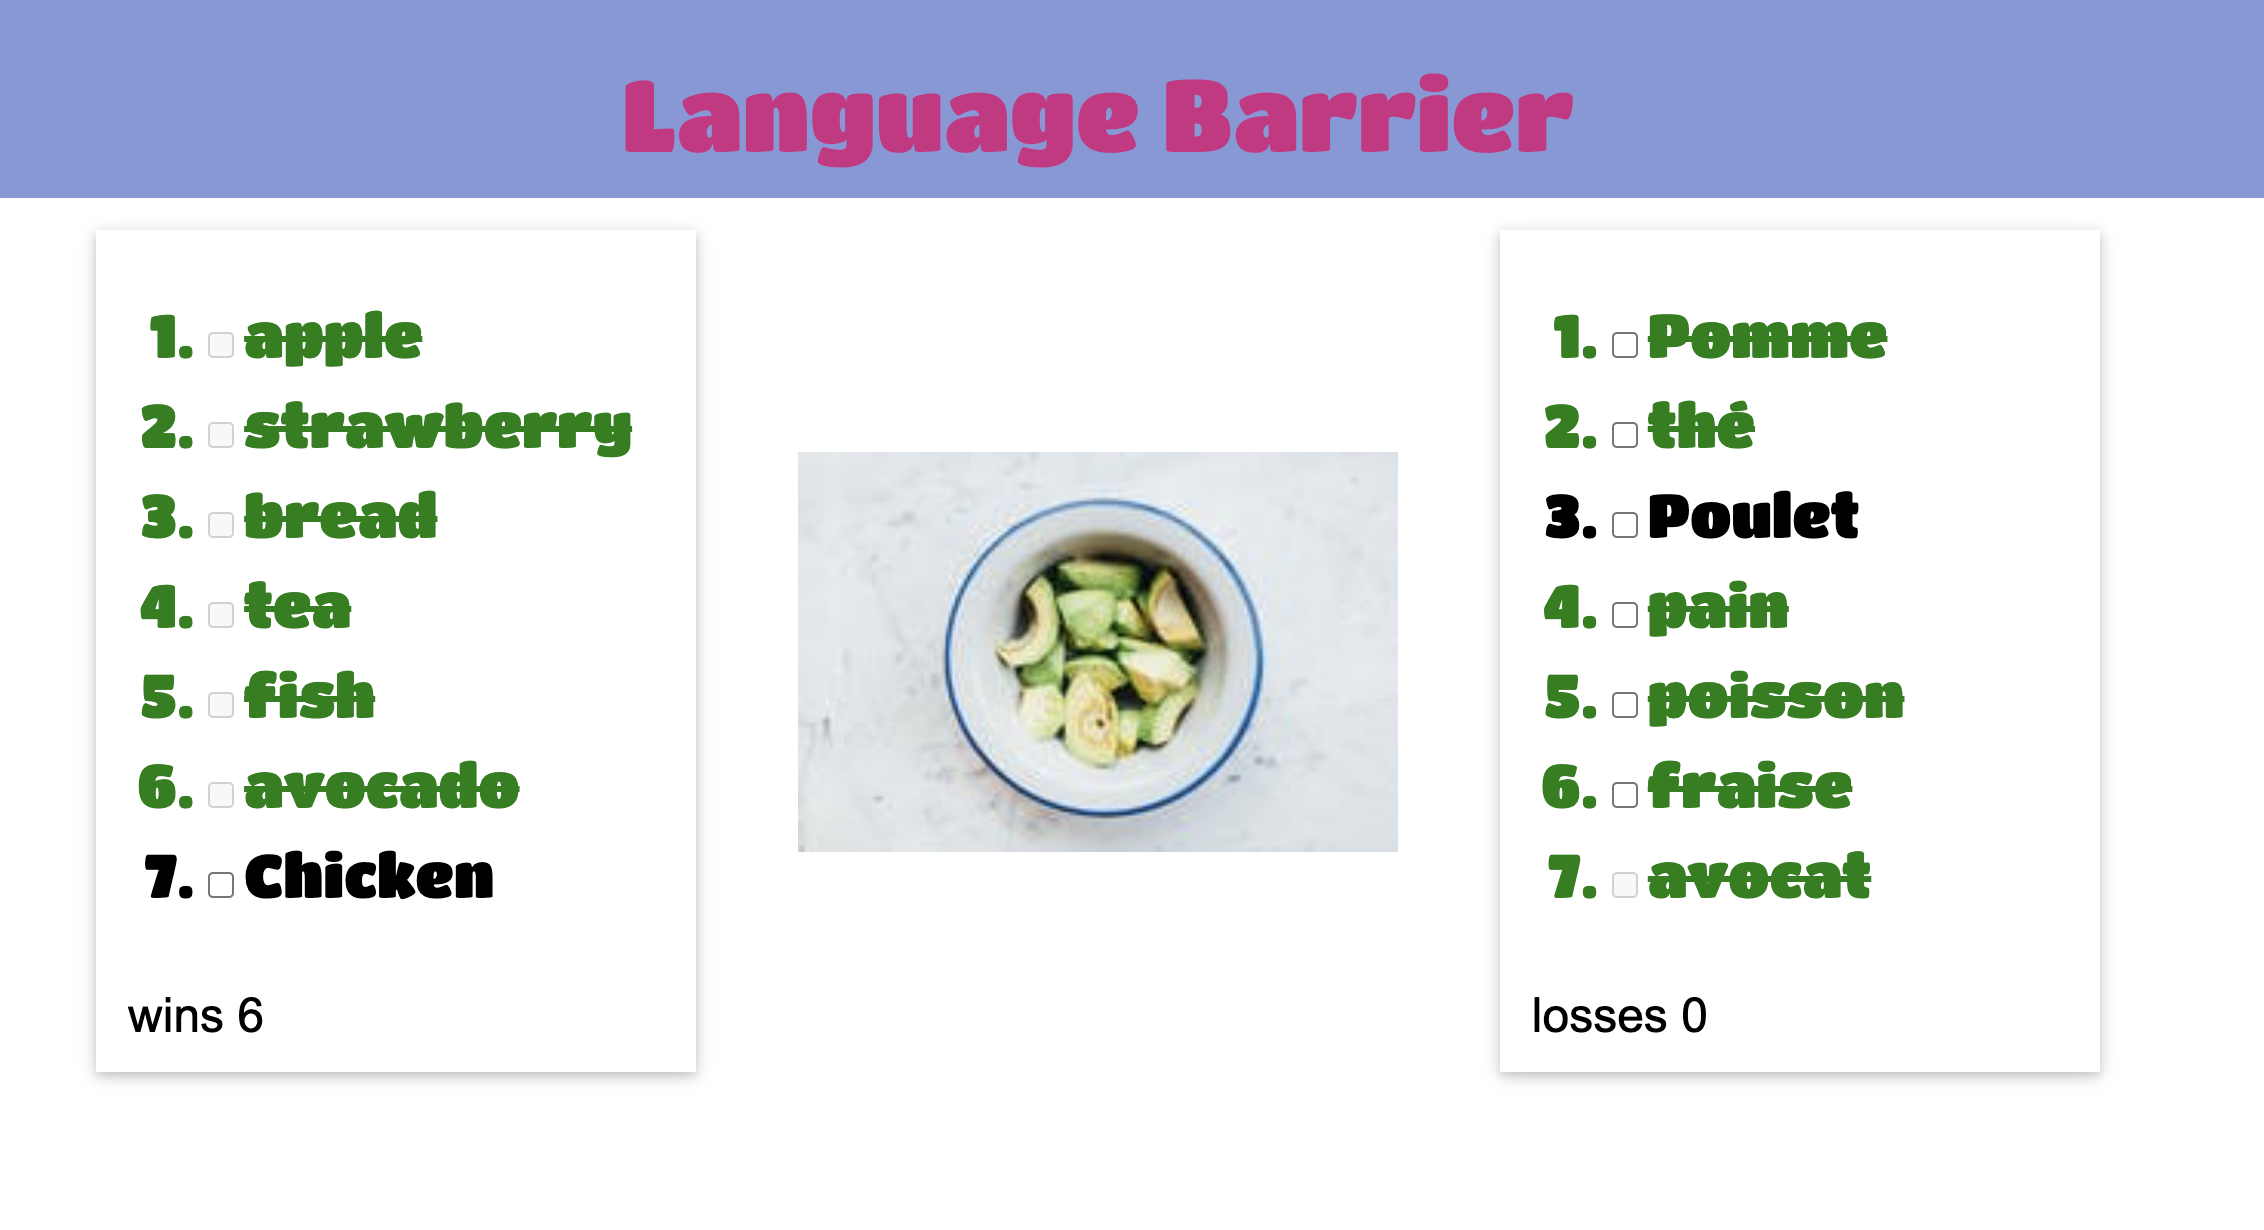 Language Barrier
1. apple
2. strawberry
3. bread
4. tea
5. fish
6. avocado
7. Chicken
wins 6
1. Pomme
2. thé
3. Poulet
4. pain
5. poisson
6. fraise
7. avocat
losses 0